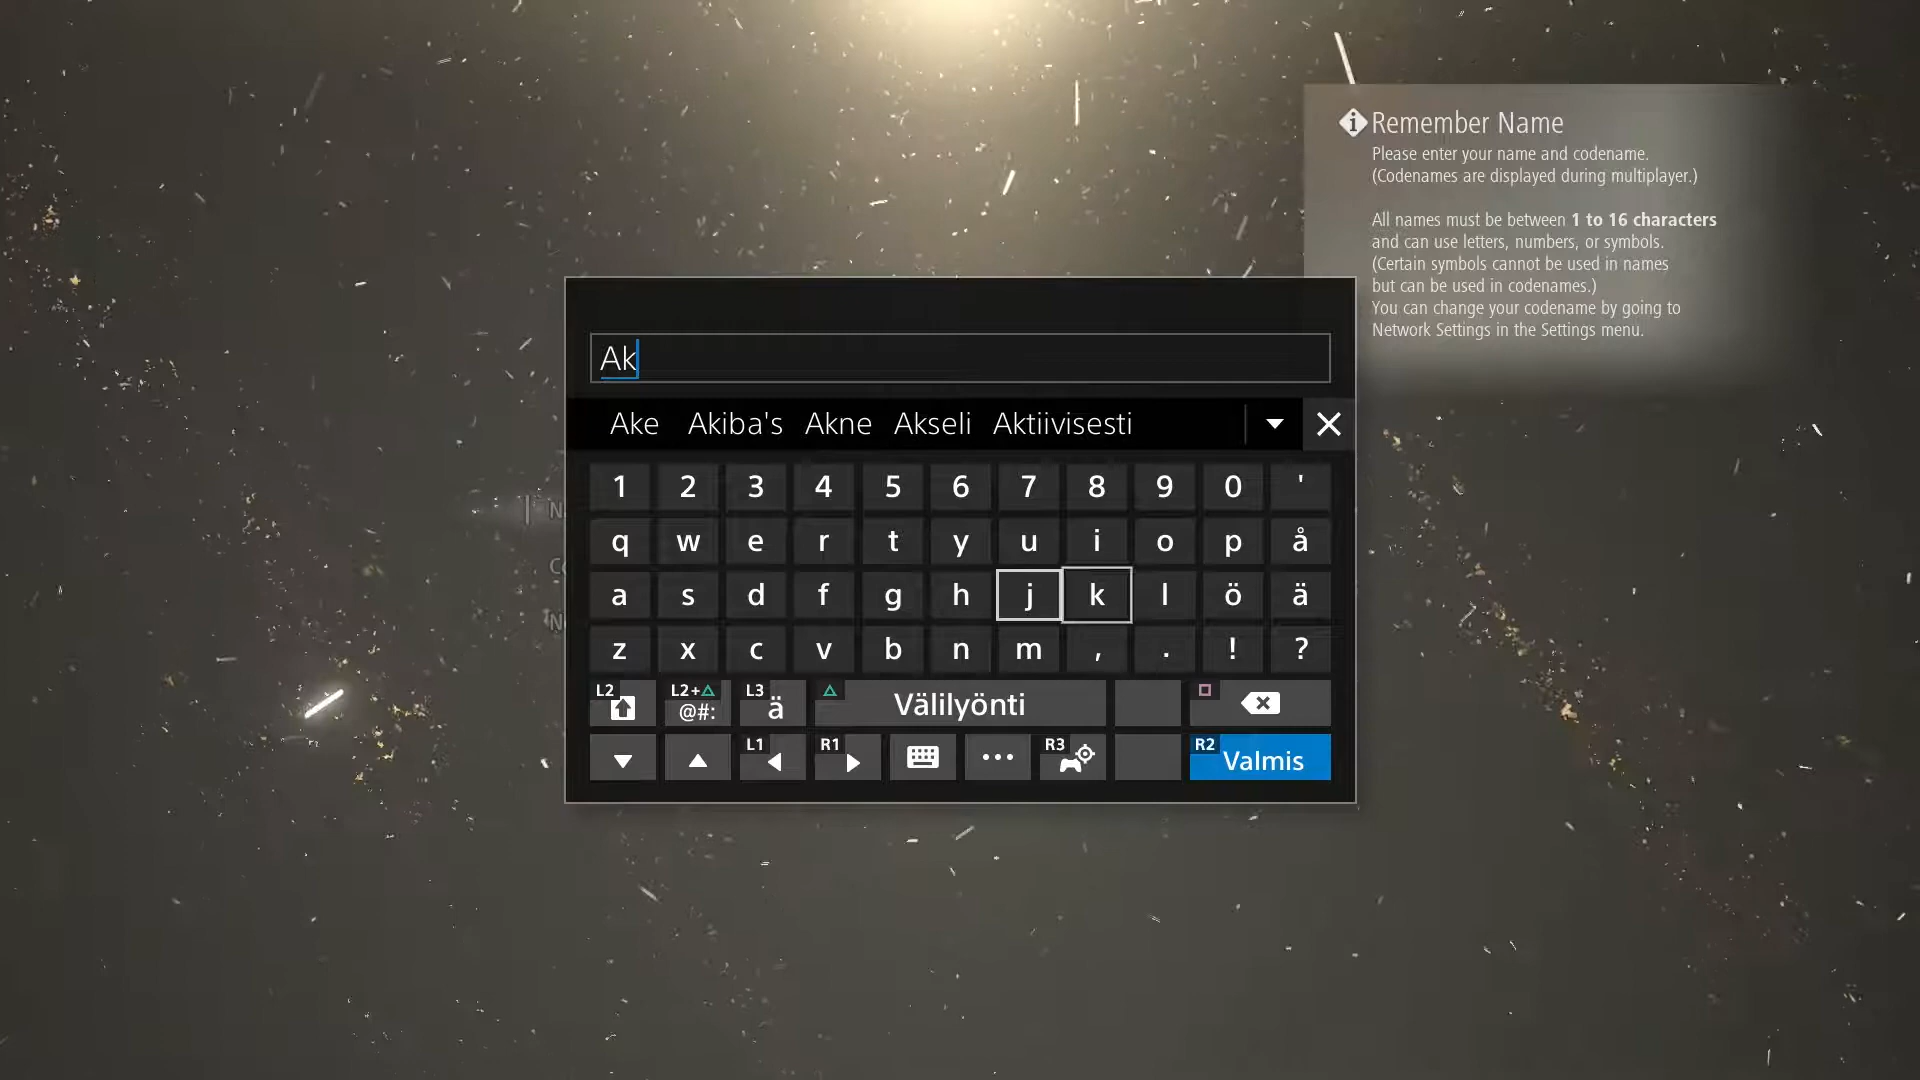 Remember Name
Please enter your name and codename.
(Codenames are displayed during multiplayer.)
All names must be between 1 to 16 characters
and can use letters, numbers, or symbols.
(Certain symbols cannot be used in names
but can be used in codenames.)
You can change your codename by going to
Network Settings in the Settings menu.
Ak
Ake Akiba's Akne Akseli Aktiivisesti
1 2 3 4 5 6 7 8 9 0 '
q w e r t y u i o p å
a s d f g h j k l ö ä
z x c v b n m , . ! ?
L2 L2+△ @#: L3 ä △ Välilyönti □
L1 R1 ... R3 R2 Valmis